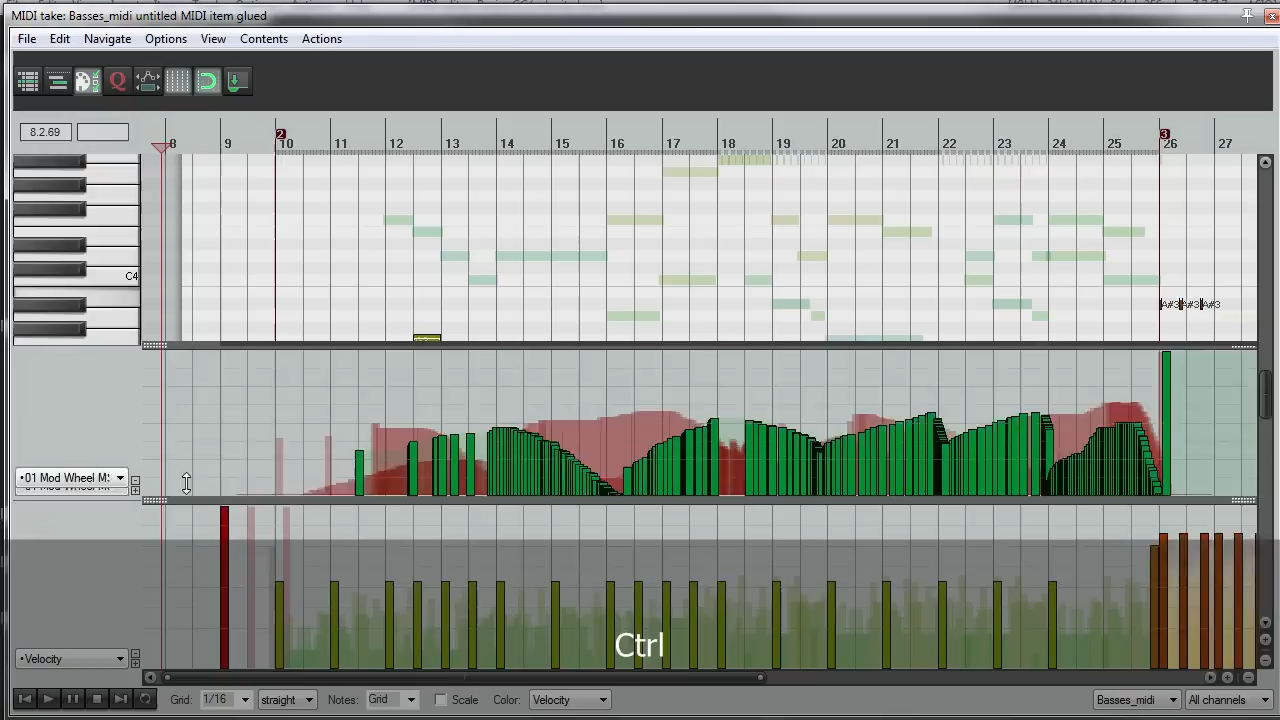 MIDI take: Basses_midi untitled MIDI item glued
File Edit Navigate Options View Contents Actions
Q
8.2.69
2 3
8 9 10 11 12 13 14 15 16 17 18 19 20 21 22 23 24 25 26 27
C4
A#3 A#3 A#3
•01 Mod Wheel M:
•Velocity
Ctrl
Grid: 1/16 straight Notes: Grid Scale Color: Velocity Basses_midi All channels